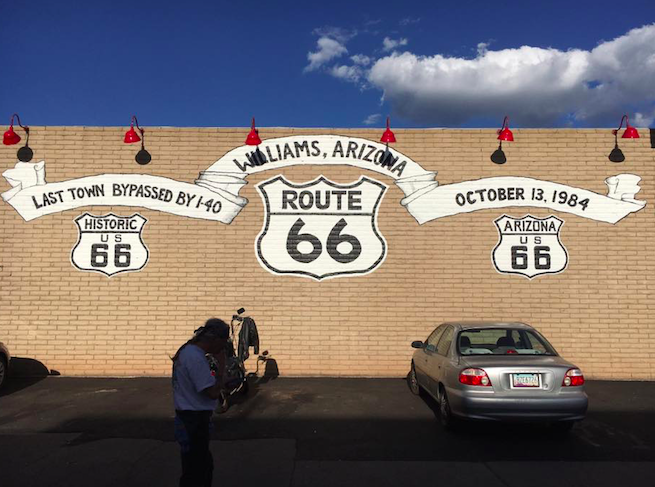 WILLIAMS, ARIZONA
LAST TOWN BYPASSED BY I-40
OCTOBER 13, 1984
HISTORIC
US
66
ROUTE
66
ARIZONA
US
66